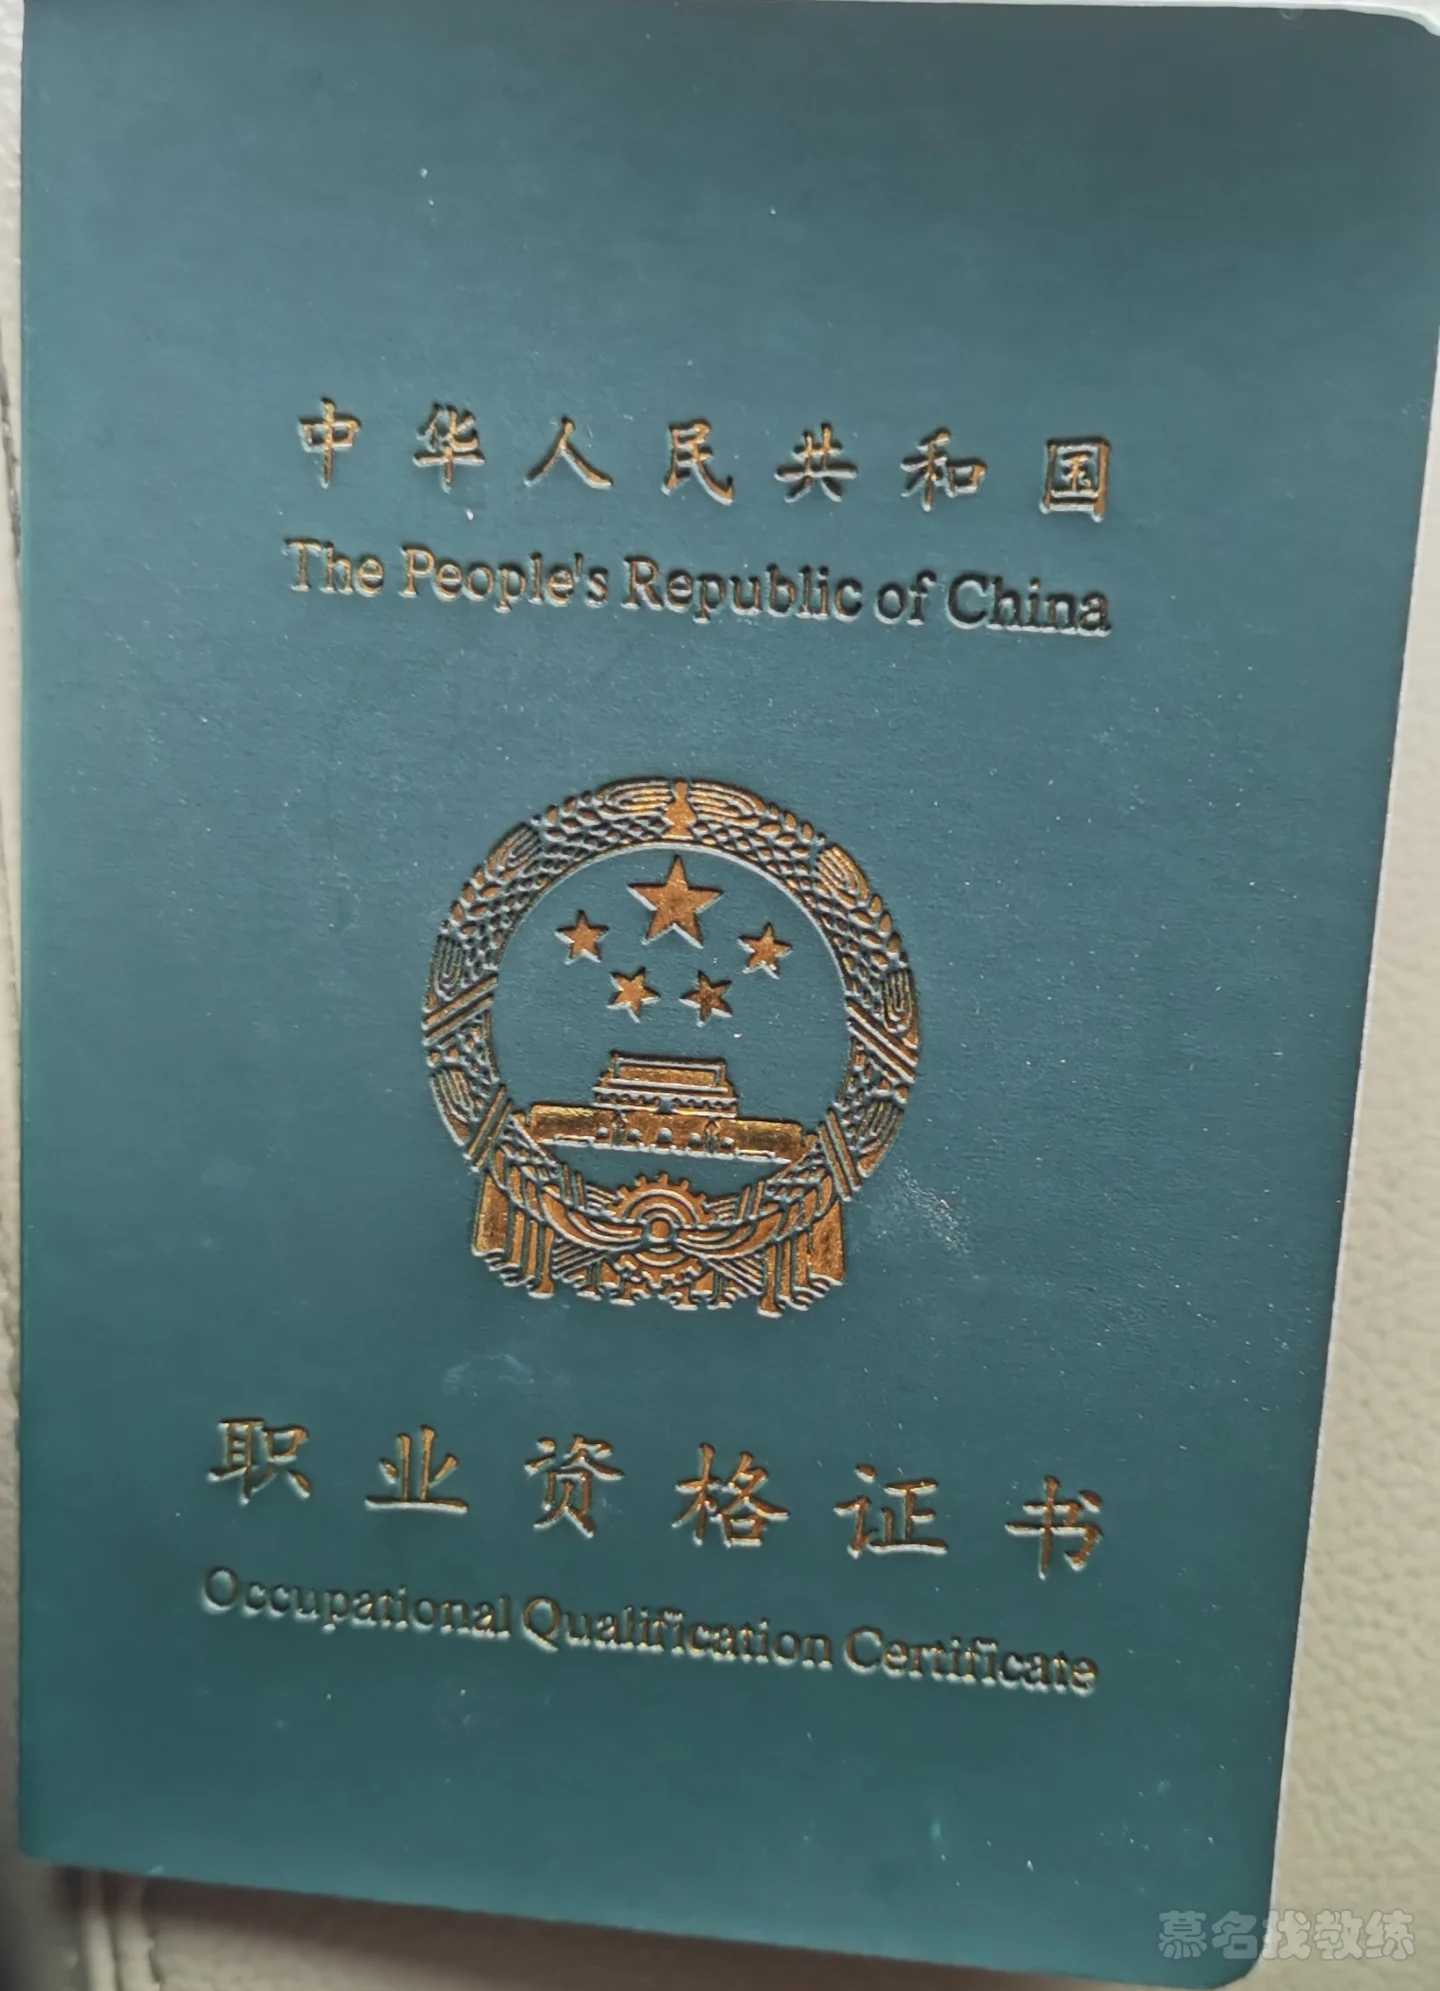 中华人民共和国
The People's Republic of China
职业资格证书
Occupational Qualification Certificate
慕名找教练